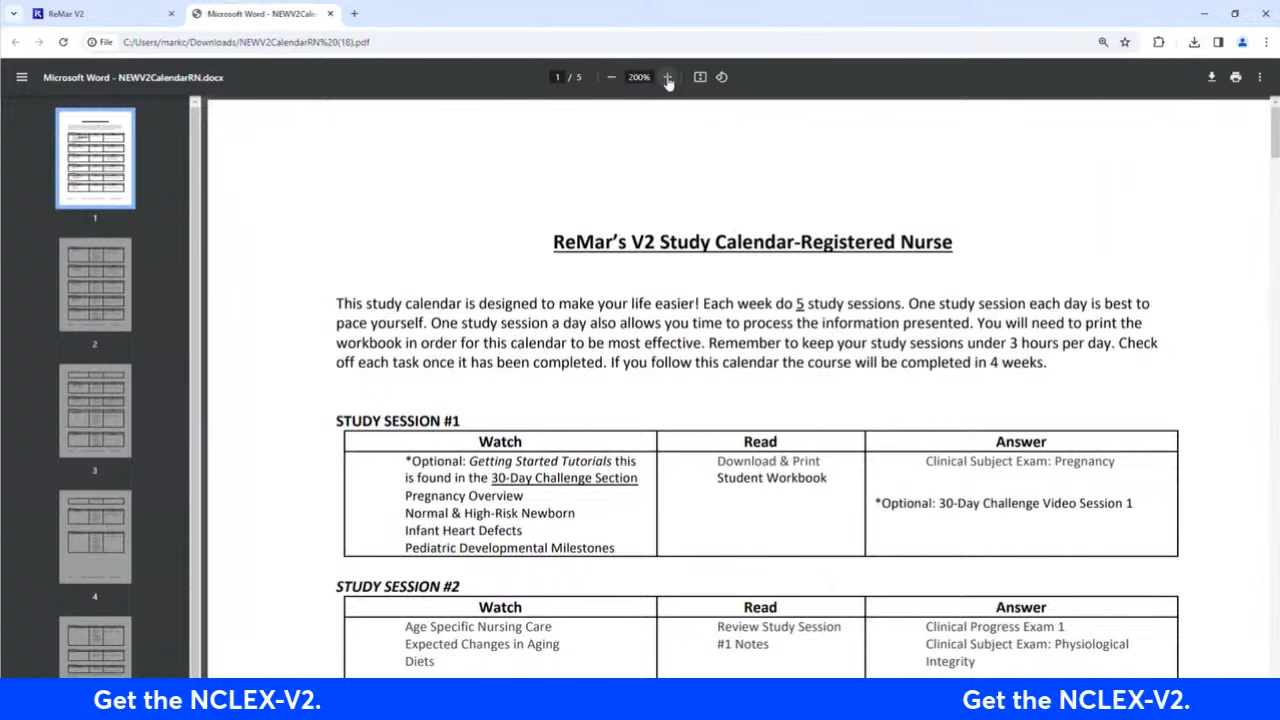 ReMar V2
Microsoft Word - NEWV2Cale
File C:/Users/markc/Downloads/NEWV2CalendarRN%20(18).pdf
Microsoft Word - NEWV2CalendarRN.docx
1 / 5
200%
1
2
3
4
ReMar's V2 Study Calendar-Registered Nurse
This study calendar is designed to make your life easier! Each week do 5 study sessions. One study session each day is best to
pace yourself. One study session a day also allows you time to process the information presented. You will need to print the
workbook in order for this calendar to be most effective. Remember to keep your study sessions under 3 hours per day. Check
off each task once it has been completed. If you follow this calendar the course will be completed in 4 weeks.
STUDY SESSION #1
Watch
Read
Answer
*Optional: Getting Started Tutorials this
is found in the 30-Day Challenge Section
Pregnancy Overview
Normal & High-Risk Newborn
Infant Heart Defects
Pediatric Developmental Milestones
Download & Print
Student Workbook
Clinical Subject Exam: Pregnancy
*Optional: 30-Day Challenge Video Session 1
STUDY SESSION #2
Watch
Read
Answer
Age Specific Nursing Care
Expected Changes in Aging
Diets
Review Study Session
#1 Notes
Clinical Progress Exam 1
Clinical Subject Exam: Physiological
Integrity
Get the NCLEX-V2.
Get the NCLEX-V2.